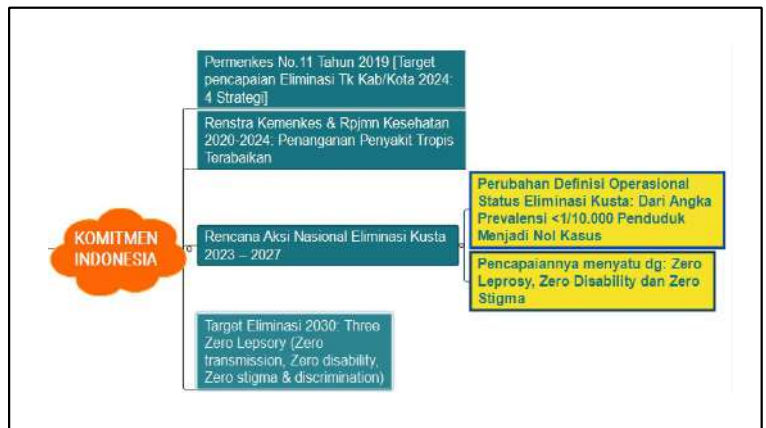 Permenkes No.11 Tahun 2019 [Target
pencapaian Eliminasi Tk Kab/Kota 2024:
4 Strategi]
Renstra Kemenkes & Rpjmn Kesehatan
2020-2024: Penanganan Penyakit Tropis
Terabaikan
KOMITMEN
INDONESIA
Rencana Aksi Nasional Eliminasi Kusta
2023 – 2027
Perubahan Definisi Operasional
Status Eliminasi Kusta: Dari Angka
Prevalensi <1/10.000 Penduduk
Menjadi Nol Kasus
Pencapaiannya menyatu dg: Zero
Leprosy, Zero Disability dan Zero
Stigma
Target Eliminasi 2030: Three
Zero Lepsory (Zero
transmission, Zero disability,
Zero stigma & discrimination)